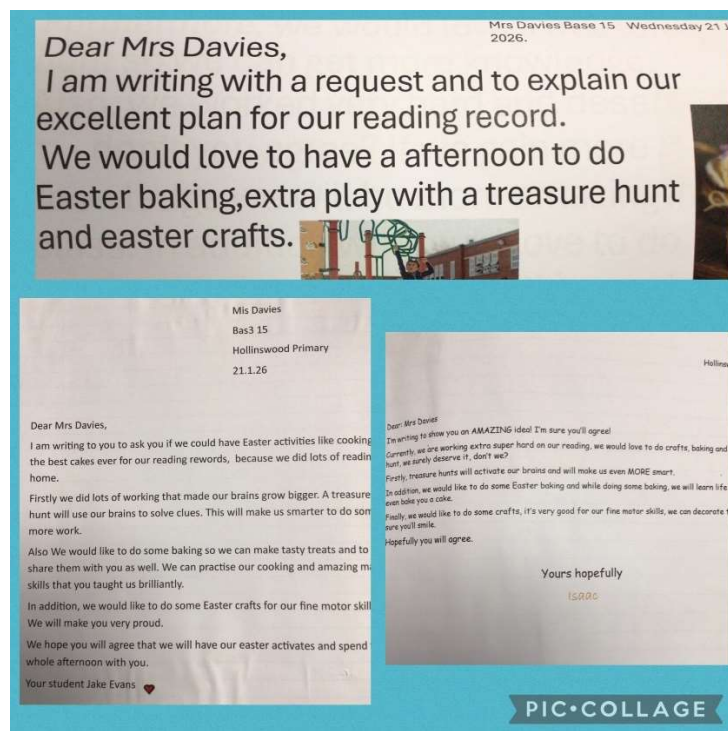 Mrs Davies Base 15 Wednesday 21
2026.
Dear Mrs Davies,
I am writing with a request and to explain our
excellent plan for our reading record.
We would love to have a afternoon to do
Easter baking,extra play with a treasure hunt
and easter crafts.
Mis Davies
Bas3 15
Hollinswood Primary
21.1.26
Dear Mrs Davies,
I am writing to you to ask you if we could have Easter activities like cooking
the best cakes ever for our reading rewords, because we did lots of readin
home.
Firstly we did lots of working that made our brains grow bigger. A treasure
hunt will use our brains to solve clues. This will make us smarter to do som
more work.
Also We would like to do some baking so we can make tasty treats and to
share them with you as well. We can practise our cooking and amazing ma
skills that you taught us brilliantly.
In addition, we would like to do some Easter crafts for our fine motor skill
We will make you very proud.
We hope you will agree that we will have our easter activates and spend
whole afternoon with you.
Your student Jake Evans
Hollins
Dear: Mrs Davies
I'm writing to show you an AMAZING idea! I'm sure you'll agree!
Currently, we are working extra super hard on our reading, we would love to do crafts, baking and
hunt, we surely deserve it, don't we?
Firstly, treasure hunts will activate our brains and will make us even MORE smart.
In addition, we would like to do some Easter baking and while doing some baking, we will learn life
even bake you a cake.
Finally, we would like to do some crafts, it's very good for our fine motor skills, we can decorate
sure you'll smile.
Hopefully you will agree.
Yours hopefully
Isaac
PIC•COLLAGE